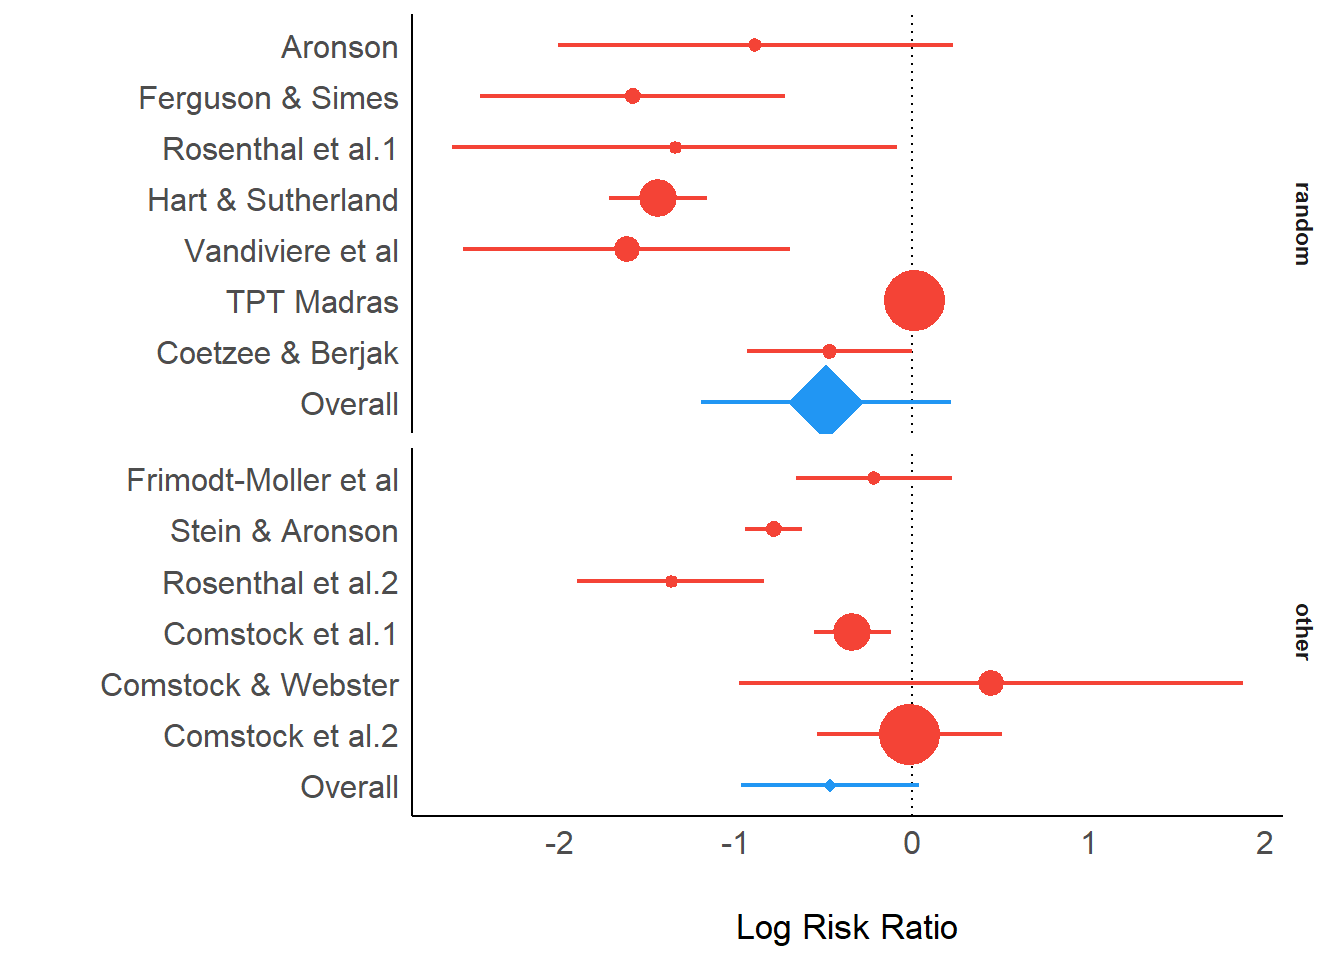 Aronson
Ferguson & Simes
Rosenthal et al.1
Hart & Sutherland
Vandiviere et al
TPT Madras
Coetzee & Berjak
Overall
random
Frimodt-Moller et al
Stein & Aronson
Rosenthal et al.2
Comstock et al.1
Comstock & Webster
Comstock et al.2
Overall
other
-2 -1 0 1 2
Log Risk Ratio